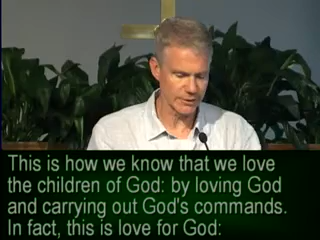 This is how we know that we love
the children of God: by loving God
and carrying out God's commands.
In fact, this is love for God: